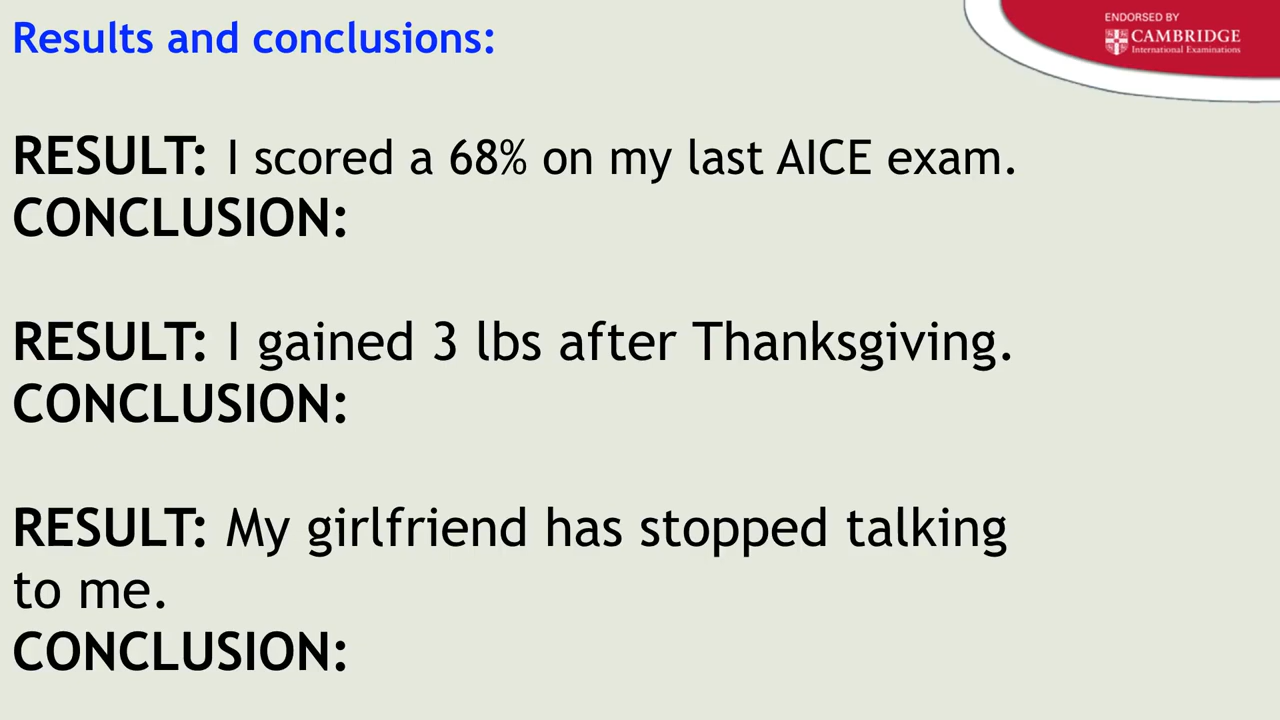 Results and conclusions:
ENDORSED BY
CAMBRIDGE
International Examinations
RESULT: I scored a 68% on my last AICE exam.
CONCLUSION:
RESULT: I gained 3 lbs after Thanksgiving.
CONCLUSION:
RESULT: My girlfriend has stopped talking
to me.
CONCLUSION: